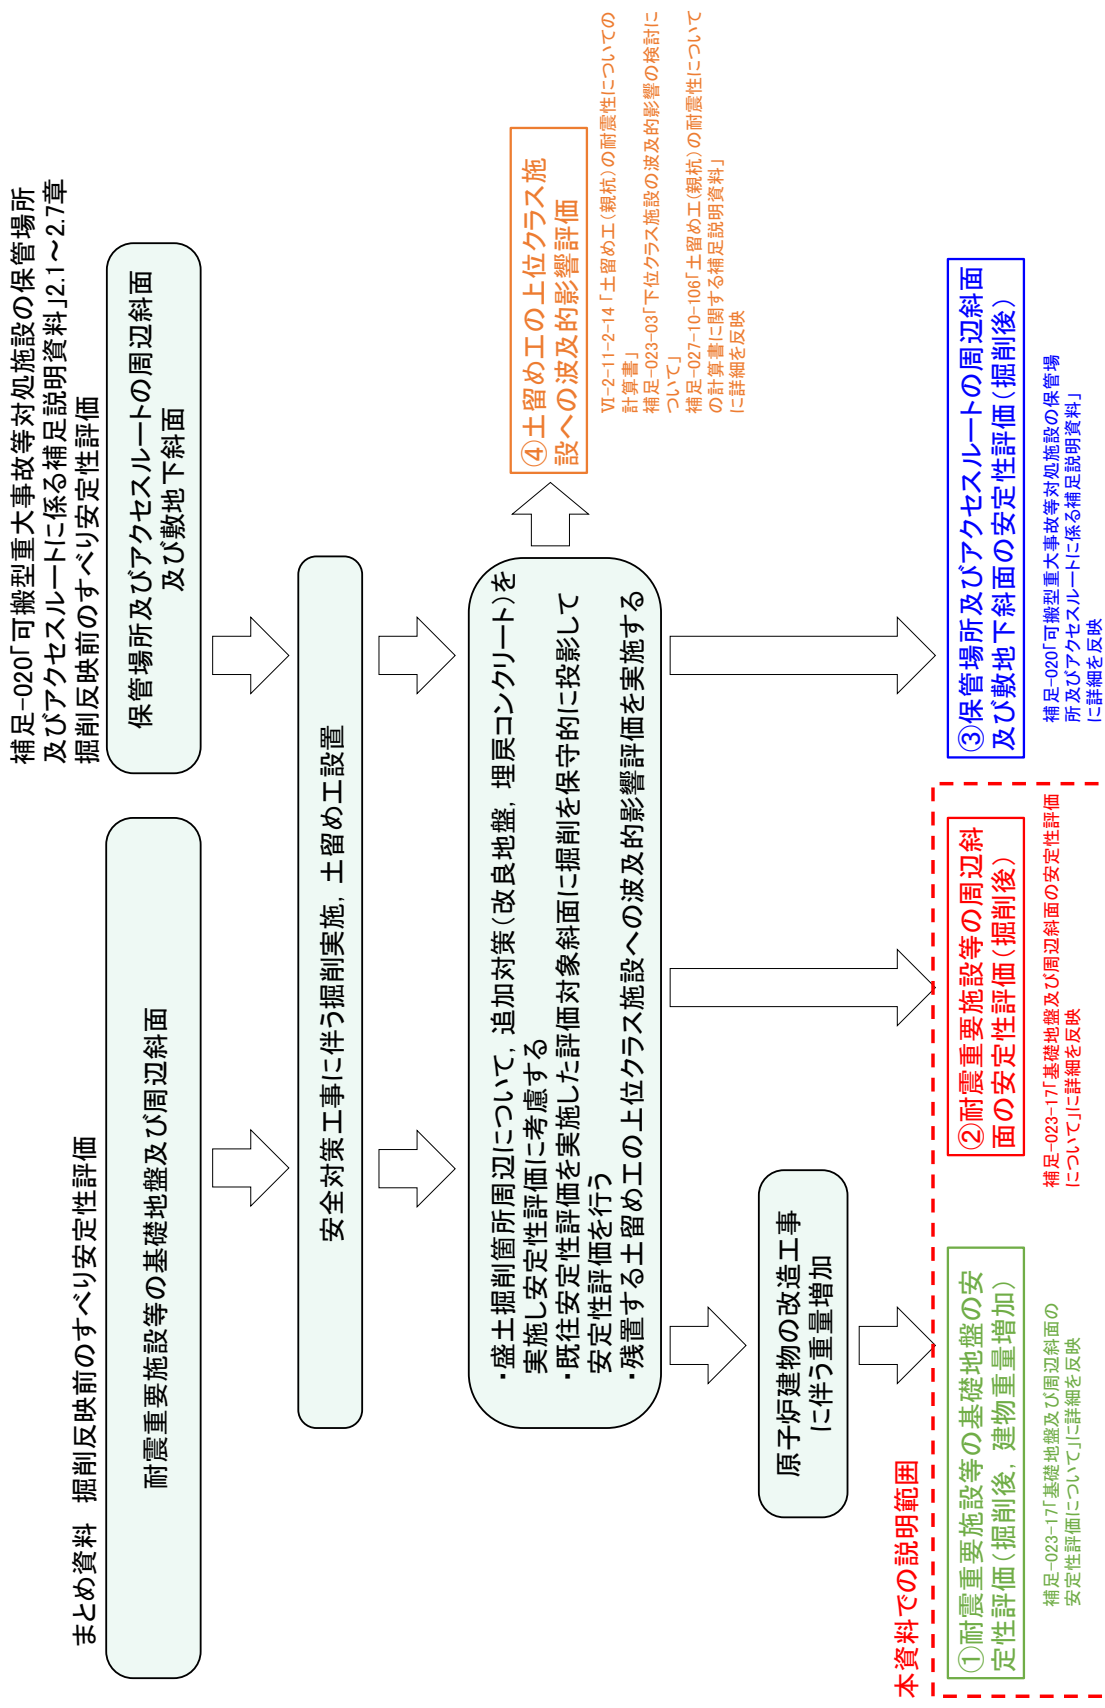 まとめ資料　掘削反映前のすべり安定性評価
耐震重要施設等の基礎地盤及び周辺斜面
補足-020「可搬型重大事故等対処施設の保管場所
及びアクセスルートに係る補足説明資料」2.1～2.7章
掘削反映前のすべり安定性評価
保管場所及びアクセスルートの周辺斜面
及び敷地下斜面
安全対策工事に伴う掘削実施，土留め工設置
・盛土掘削箇所周辺について，追加対策（改良地盤，埋戻コンクリート）を
実施し安定性評価に考慮する
・既往安定性評価を実施した評価対象斜面に掘削を保守的に投影して
安定性評価を行う
・残置する土留め工の上位クラス施設への波及的影響評価を実施する
④土留め工の上位クラス施
設への波及的影響評価
Ⅵ-2-11-2-14「土留め工（親杭）の耐震性についての
計算書」
補足-023-03「下位クラス施設の波及的影響の検討に
ついて」
補足-027-10-106「土留め工（親杭）の耐震性について
の計算書に関する補足説明資料」
に詳細を反映
原子炉建物の改造工事
に伴う重量増加
本資料での説明範囲
①耐震重要施設等の基礎地盤の安
定性評価（掘削後，建物重量増加）
補足-023-17「基礎地盤及び周辺斜面の
安定性評価について」に詳細を反映
②耐震重要施設等の周辺斜
面の安定性評価（掘削後）
補足-023-17「基礎地盤及び周辺斜面の安定性評価
について」に詳細を反映
③保管場所及びアクセスルートの周辺斜面
及び敷地下斜面の安定性評価（掘削後）
補足-020「可搬型重大事故等対処施設の保管場
所及びアクセスルートに係る補足説明資料」
に詳細を反映